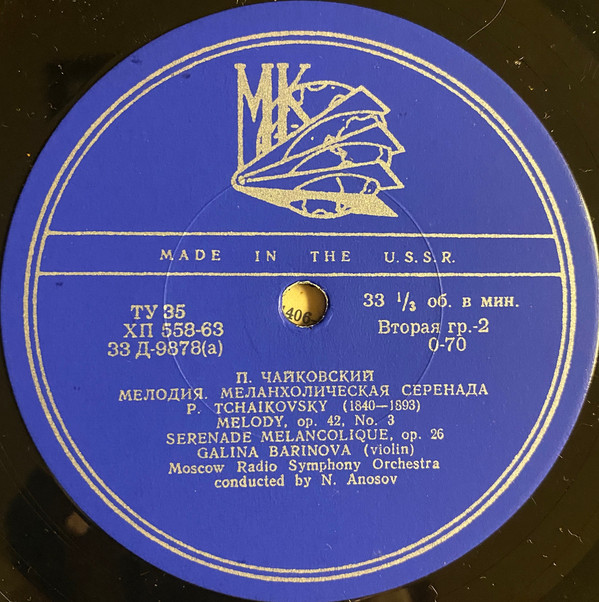 МК
MADE IN THE U.S.S.R.
ТУ 35
ХП 558-63
33 Д-9878(а)
406-
33 1/3 об. в мин.
Вторая гр.-2
0-70
П. ЧАЙКОВСКИЙ
МЕЛОДИЯ. МЕЛАНХОЛИЧЕСКАЯ СЕРЕНАДА
P. TCHAIKOVSKY (1840—1893)
MELODY, op. 42, No. 3
SERENADE MELANCOLIQUE, op. 26
GALINA BARINOVA (violin)
Moscow Radio Symphony Orchestra
conducted by N. Anosov